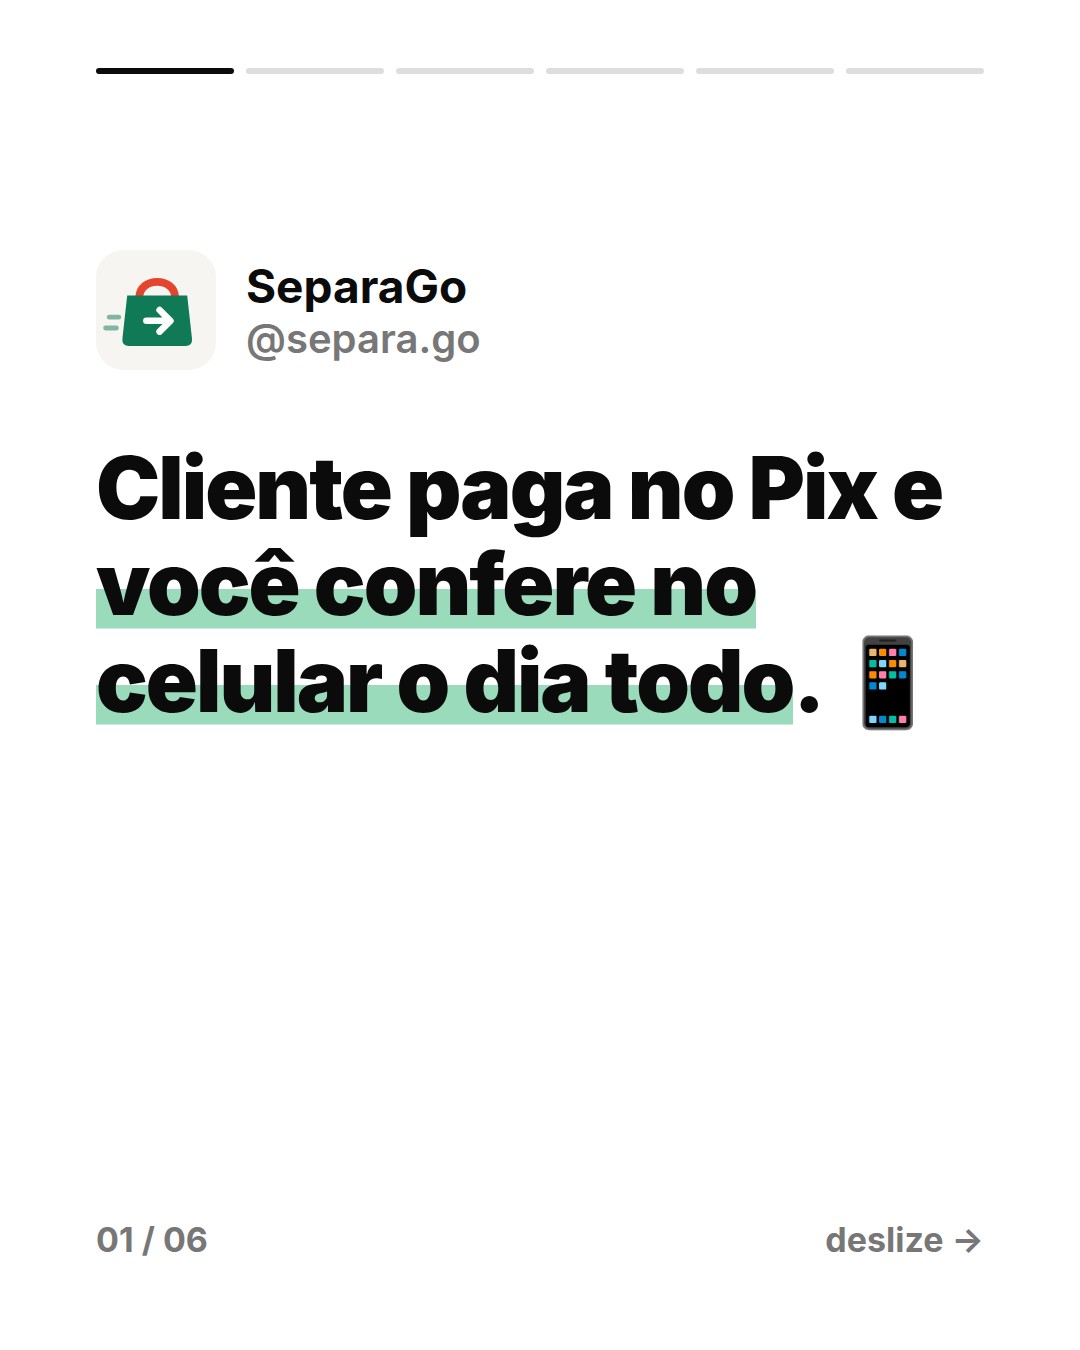 SeparaGo
@separa.go
Cliente paga no Pix e
você confere no
celular o dia todo. 📱
01 / 06
deslize →